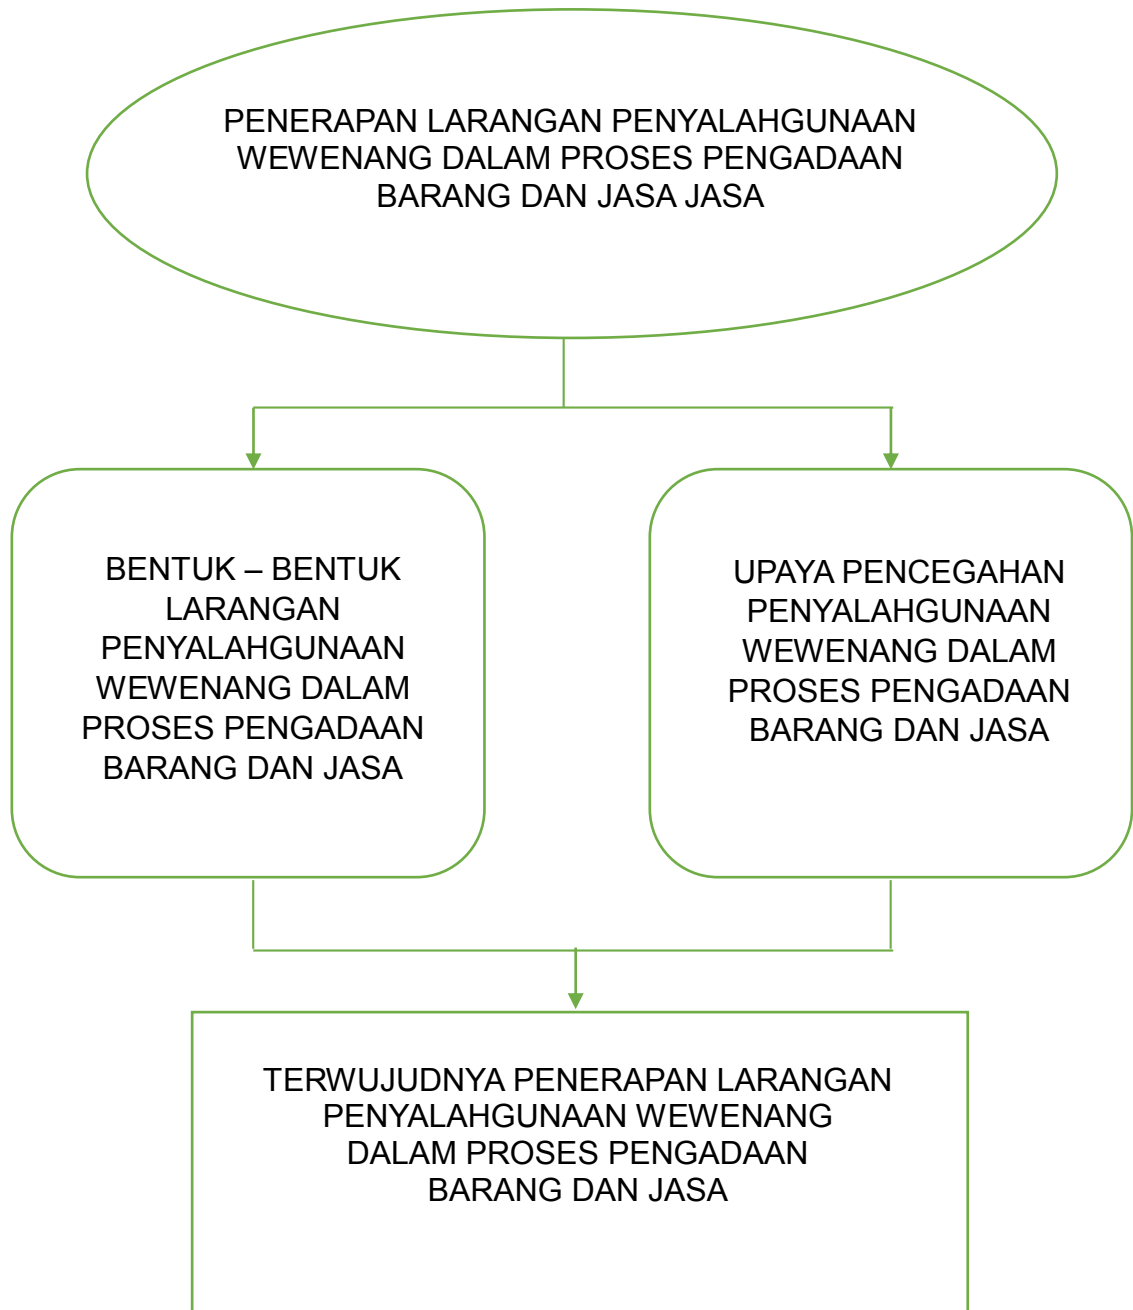 PENERAPAN LARANGAN PENYALAHGUNAAN
WEWENANG DALAM PROSES PENGADAAN
BARANG DAN JASA JASA
BENTUK – BENTUK
LARANGAN
PENYALAHGUNAAN
WEWENANG DALAM
PROSES PENGADAAN
BARANG DAN JASA
UPAYA PENCEGAHAN
PENYALAHGUNAAN
WEWENANG DALAM
PROSES PENGADAAN
BARANG DAN JASA
TERWUJUDNYA PENERAPAN LARANGAN
PENYALAHGUNAAN WEWENANG
DALAM PROSES PENGADAAN
BARANG DAN JASA